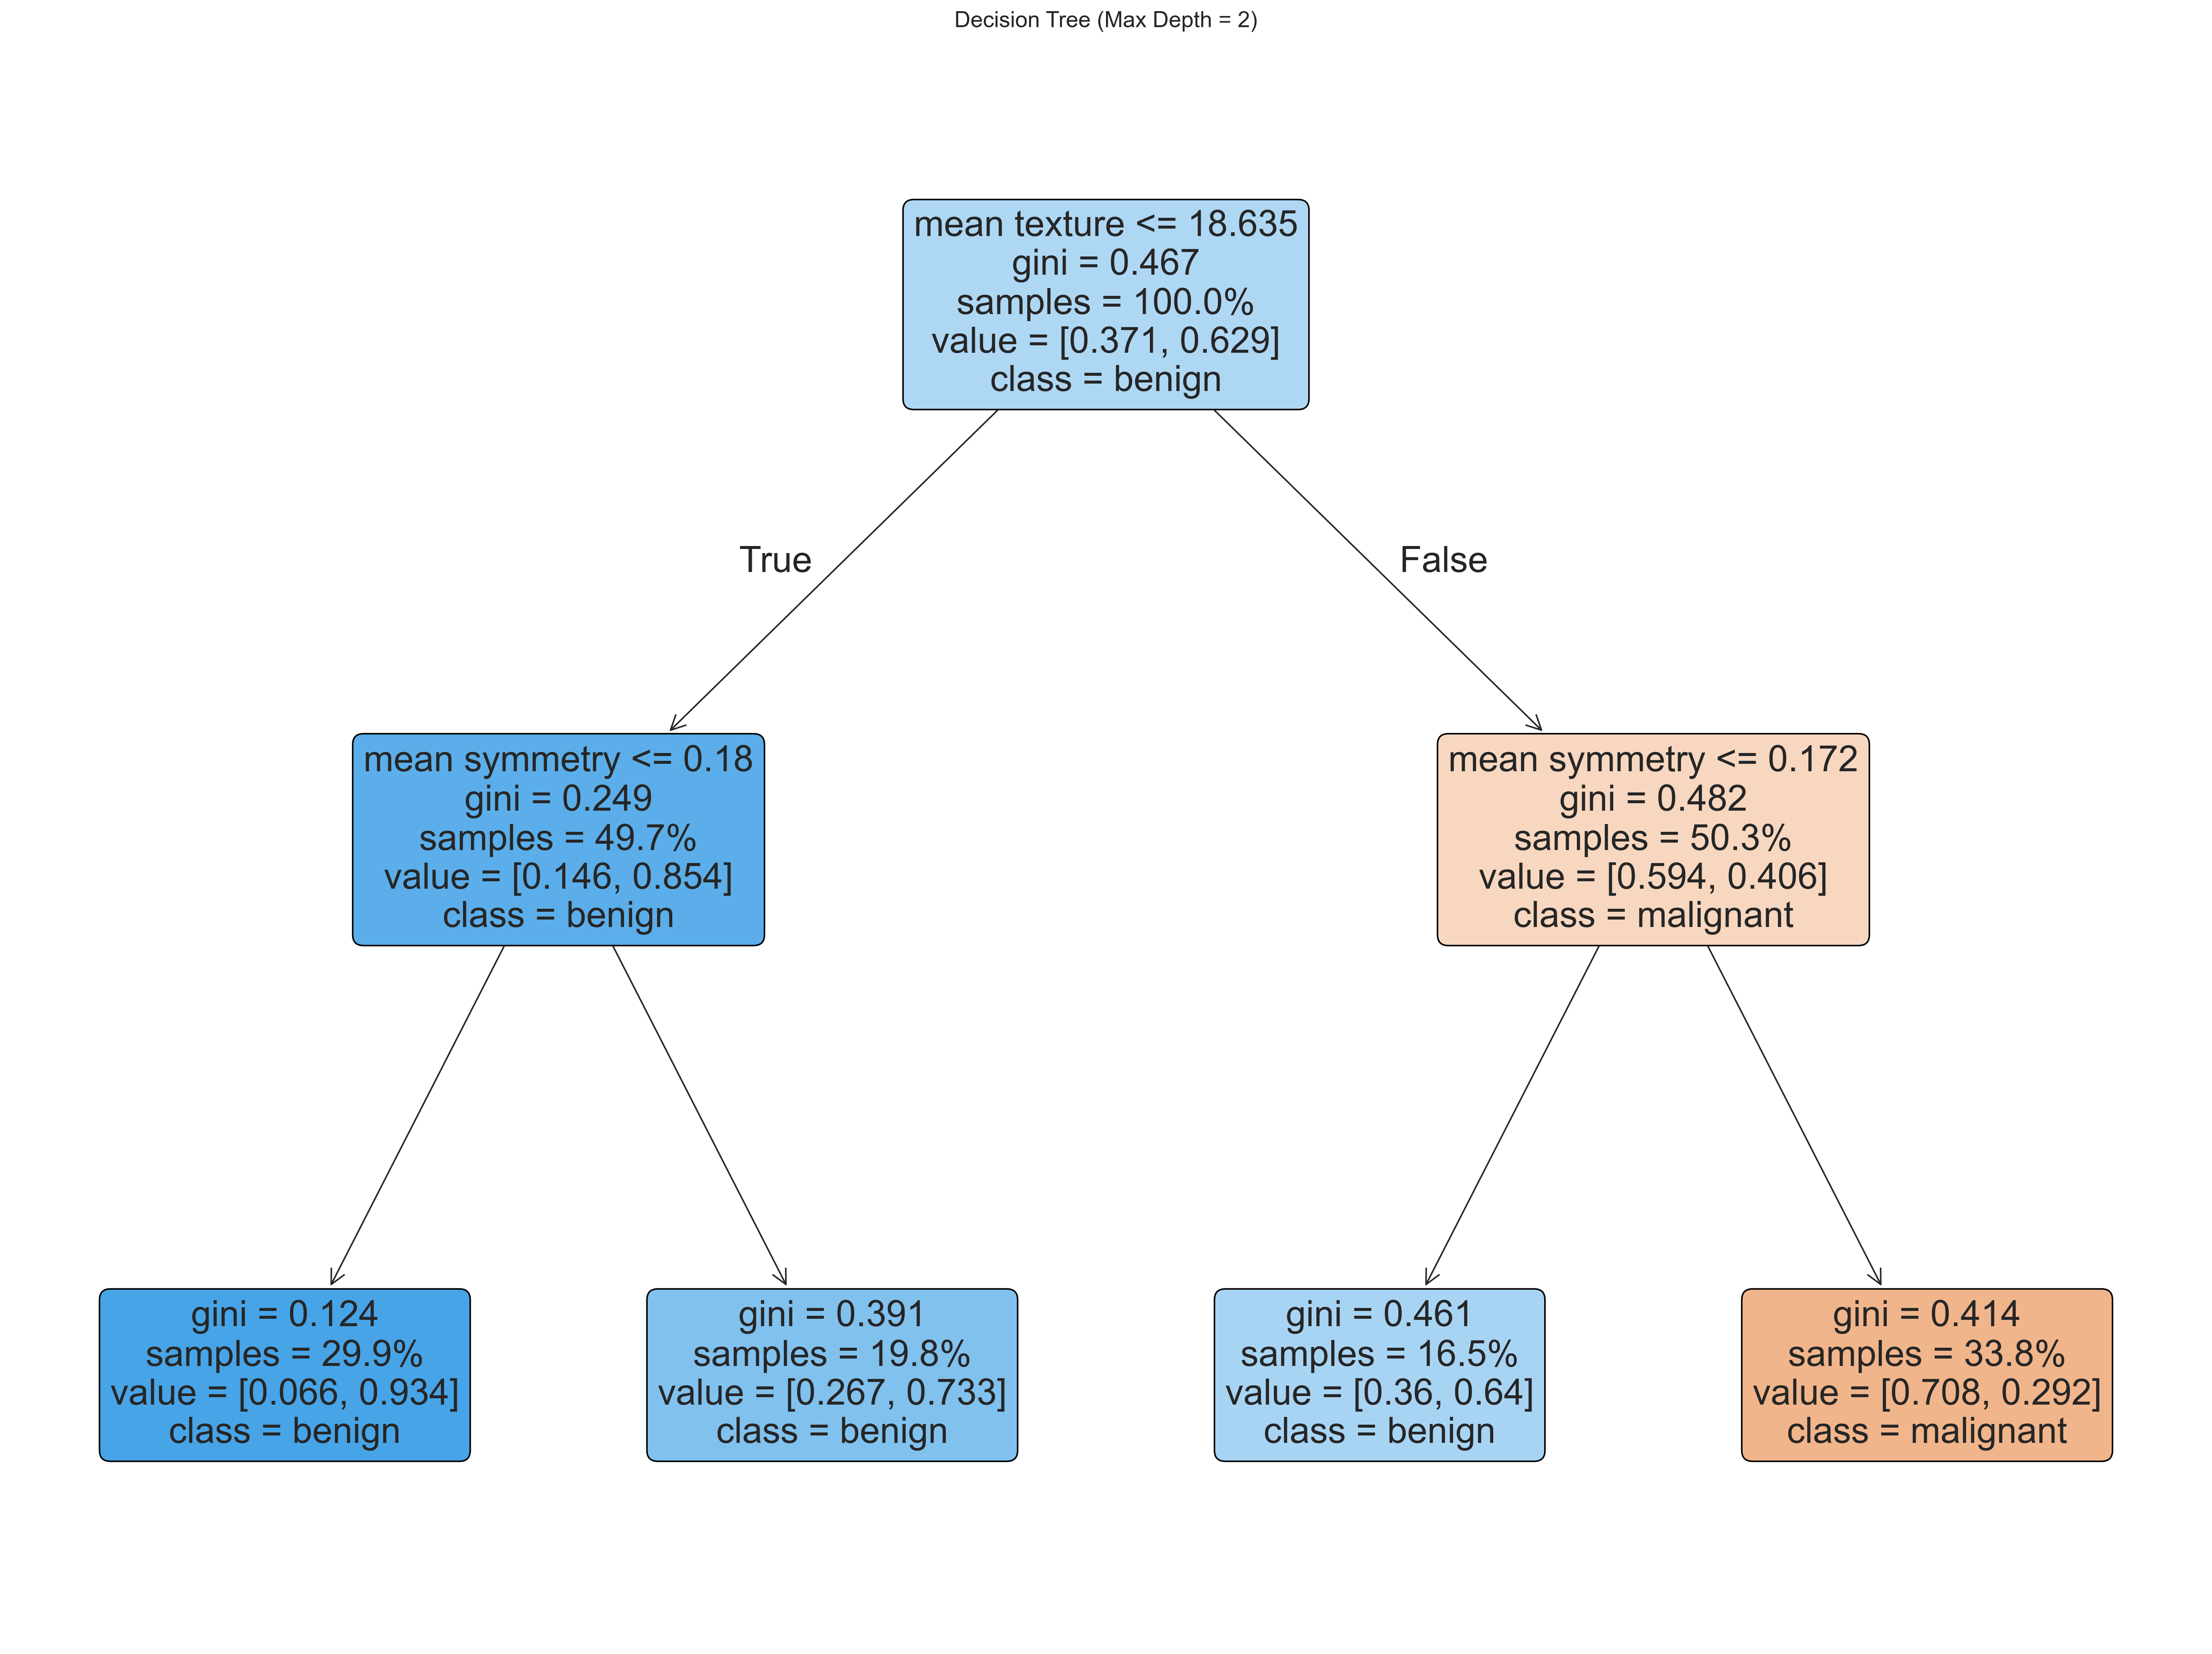 Decision Tree (Max Depth = 2)
mean texture <= 18.635
gini = 0.467
samples = 100.0%
value = [0.371, 0.629]
class = benign
True
False
mean symmetry <= 0.18
gini = 0.249
samples = 49.7%
value = [0.146, 0.854]
class = benign
mean symmetry <= 0.172
gini = 0.482
samples = 50.3%
value = [0.594, 0.406]
class = malignant
gini = 0.124
samples = 29.9%
value = [0.066, 0.934]
class = benign
gini = 0.391
samples = 19.8%
value = [0.267, 0.733]
class = benign
gini = 0.461
samples = 16.5%
value = [0.36, 0.64]
class = benign
gini = 0.414
samples = 33.8%
value = [0.708, 0.292]
class = malignant